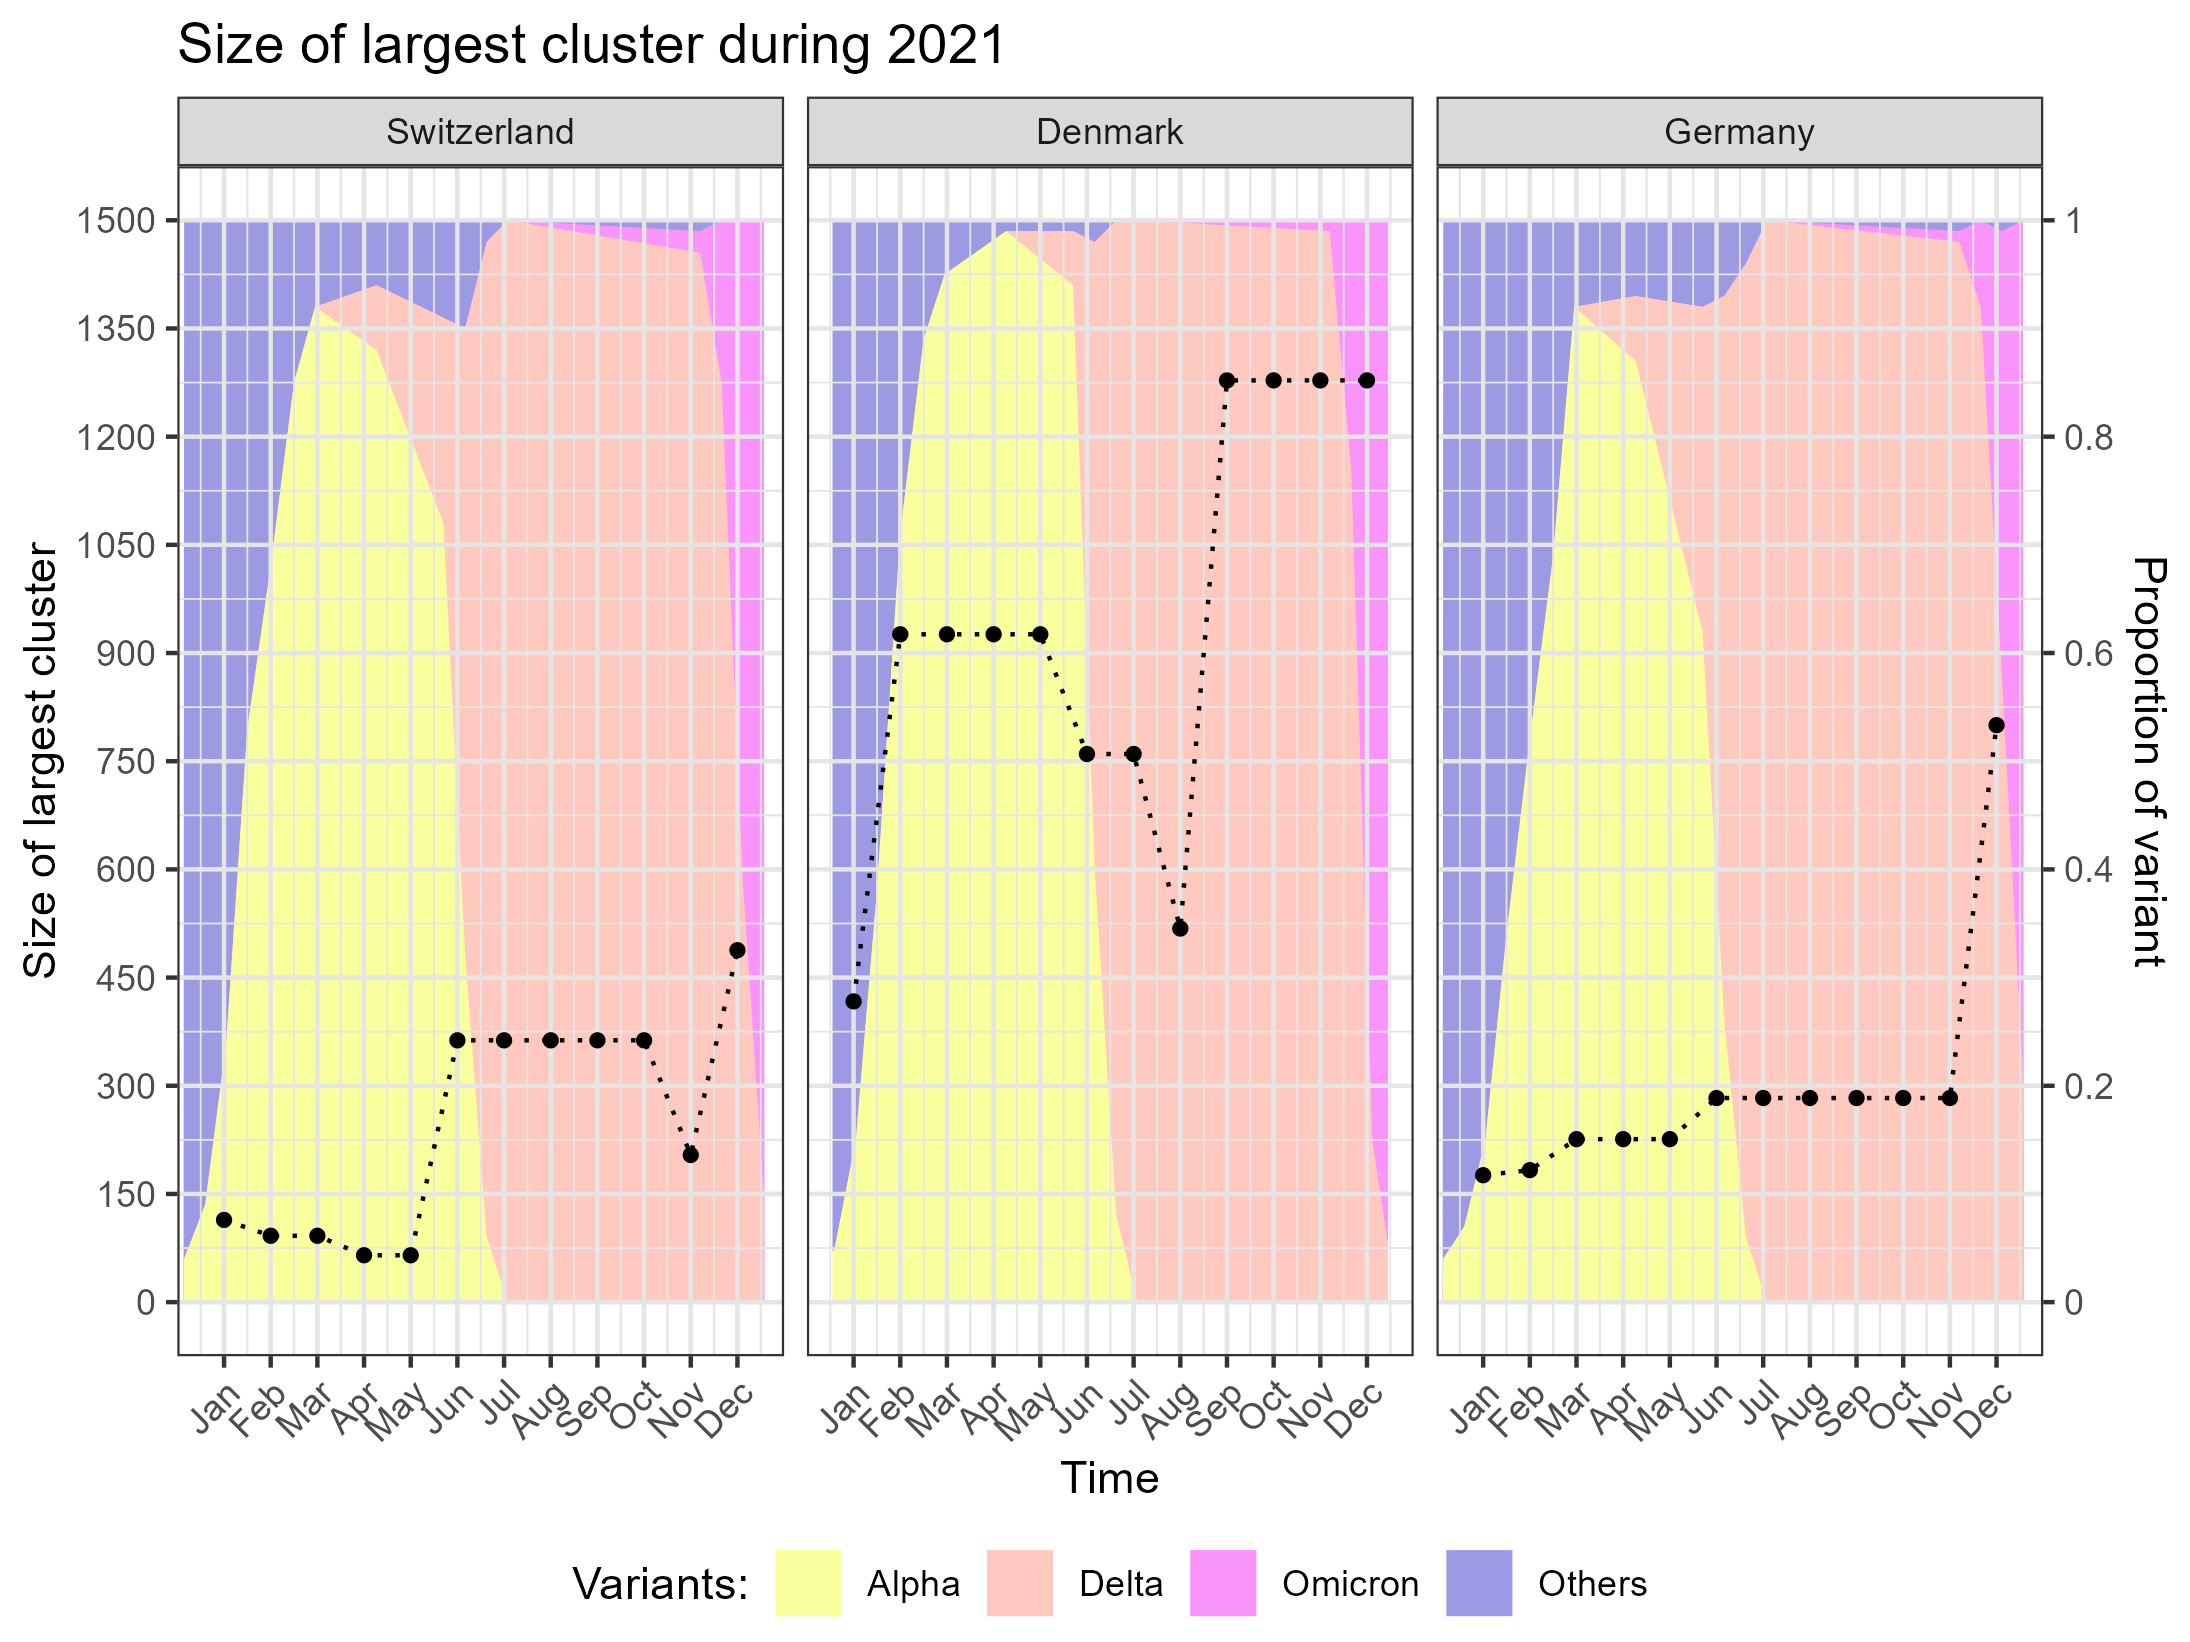 Size of largest cluster during 2021
Switzerland
Denmark
Germany
Size of largest cluster
1500
1350
1200
1050
900
750
600
450
300
150
0
1
0.8
0.6
0.4
0.2
0
Proportion of variant
Jan Feb Mar Apr May Jun Jul Aug Sep Oct Nov Dec
Jan Feb Mar Apr May Jun Jul Aug Sep Oct Nov Dec
Jan Feb Mar Apr May Jun Jul Aug Sep Oct Nov Dec
Time
Variants: Alpha Delta Omicron Others